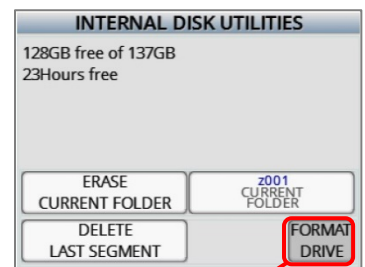 INTERNAL DISK UTILITIES
128GB free of 137GB
23Hours free
ERASE
CURRENT FOLDER
z001
CURRENT
FOLDER
DELETE
LAST SEGMENT
FORMAT
DRIVE